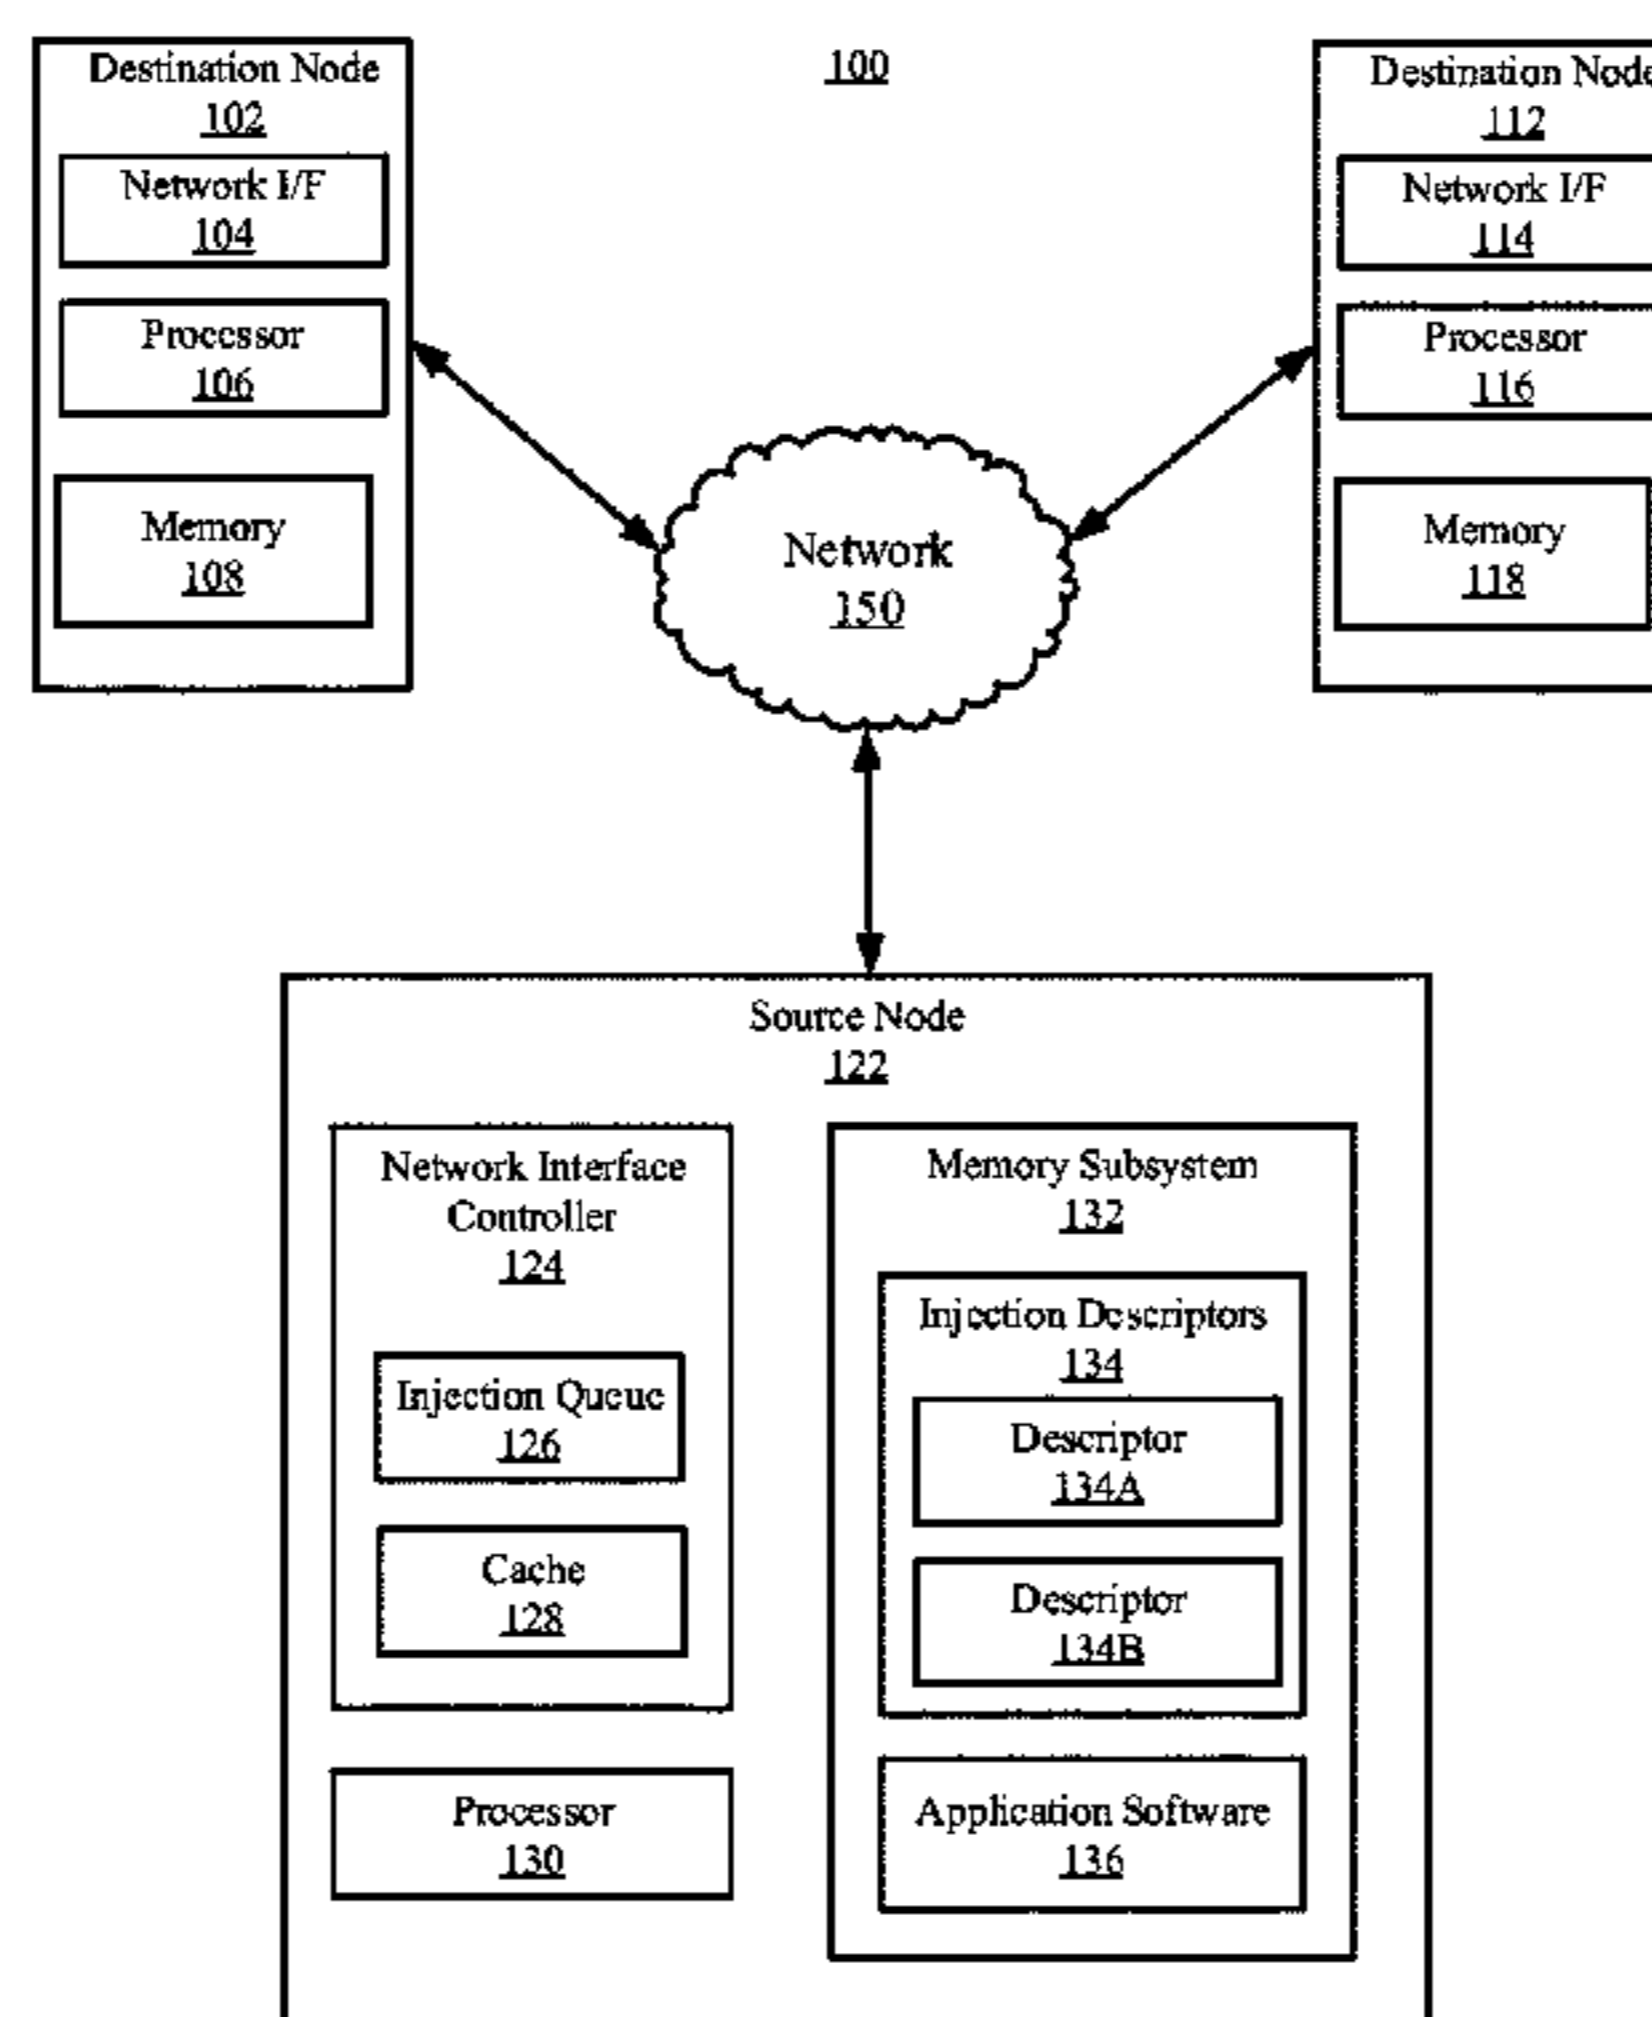 100
Destination Node
102
Network I/F
104
Processor
106
Memory
108
Destination Node
112
Network I/F
114
Processor
116
Memory
118
Network
150
Source Node
122
Network Interface
Controller
124
Injection Queue
126
Cache
128
Processor
130
Memory Subsystem
132
Injection Descriptors
134
Descriptor
134A
Descriptor
134B
Application Software
136